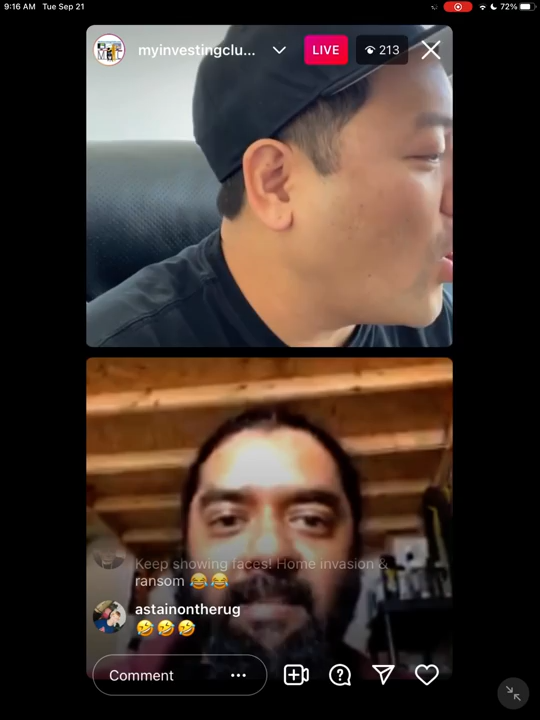 9:16 AM Tue Sep 21
72%
myinvestingclu...
LIVE
213
Keep showing faces! Home invasion &
ransom 😂😂
astainontherug
🤣🤣🤣
Comment